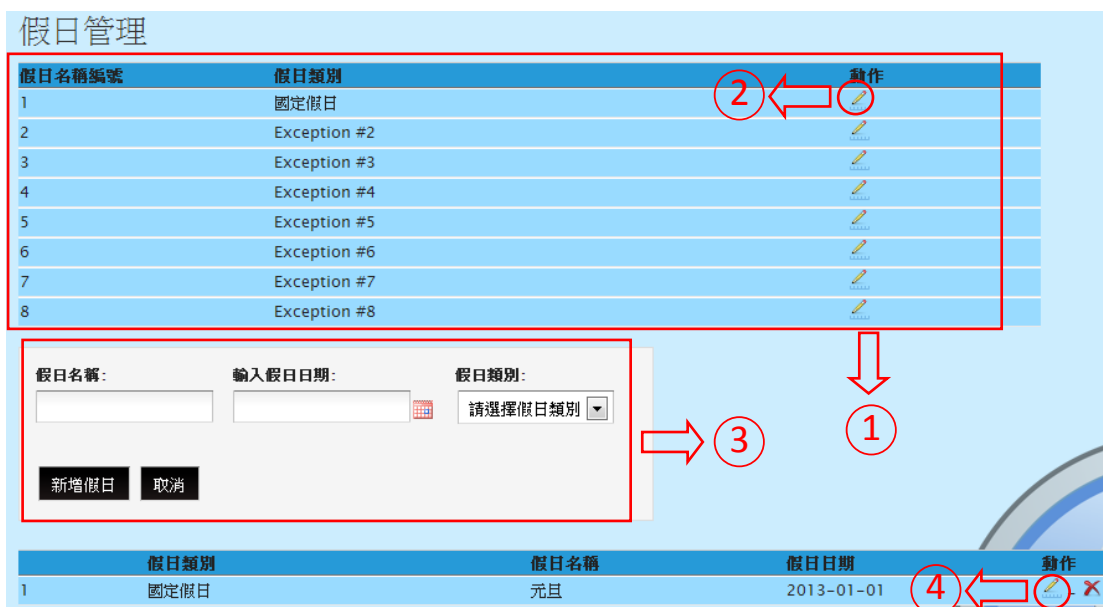 假日管理
假日名稱編號 假日類別 動作
1 國定假日
2 Exception #2
3 Exception #3
4 Exception #4
5 Exception #5
6 Exception #6
7 Exception #7
8 Exception #8
②
①
假日名稱: 輸入假日日期: 假日類別:
請選擇假日類別
③
新增假日 取消
假日類別 假日名稱 假日日期 動作
1 國定假日 元旦 2013-01-01
④